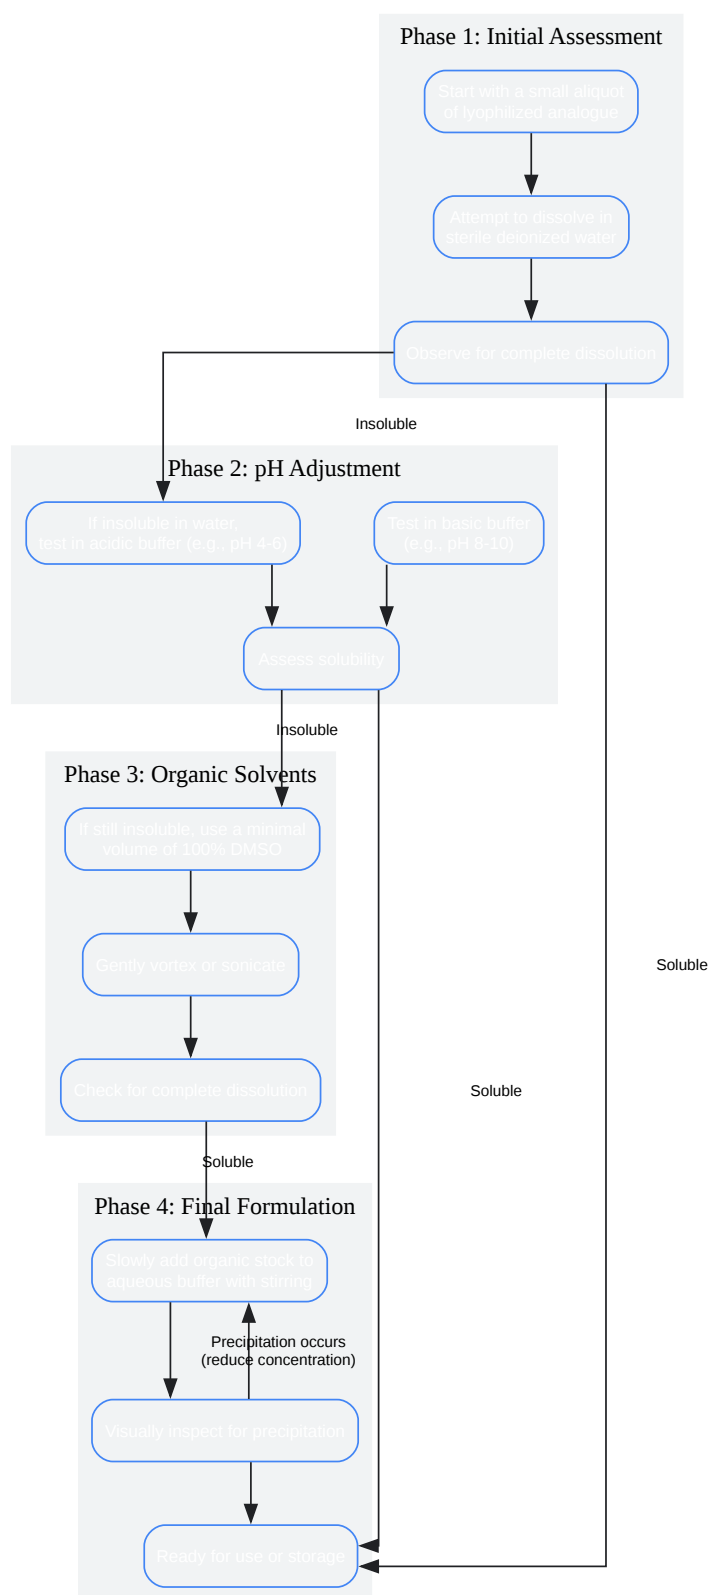 Phase 1: Initial Assessment
Start with a small aliquot
of lyophilized analogue
Attempt to dissolve in
sterile deionized water
Observe for complete dissolution
Insoluble
Phase 2: pH Adjustment
If insoluble in water,
test in acidic buffer (e.g., pH 4-6)
Test in basic buffer
(e.g., pH 8-10)
Assess solubility
Insoluble
Phase 3: Organic Solvents
If still insoluble, use a minimal
volume of 100% DMSO
Gently vortex or sonicate
Soluble
Check for complete dissolution
Soluble
Soluble
Phase 4: Final Formulation
Slowly add organic stock to
aqueous buffer with stirring
Precipitation occurs
(reduce concentration)
Visually inspect for precipitation
Ready for use or storage